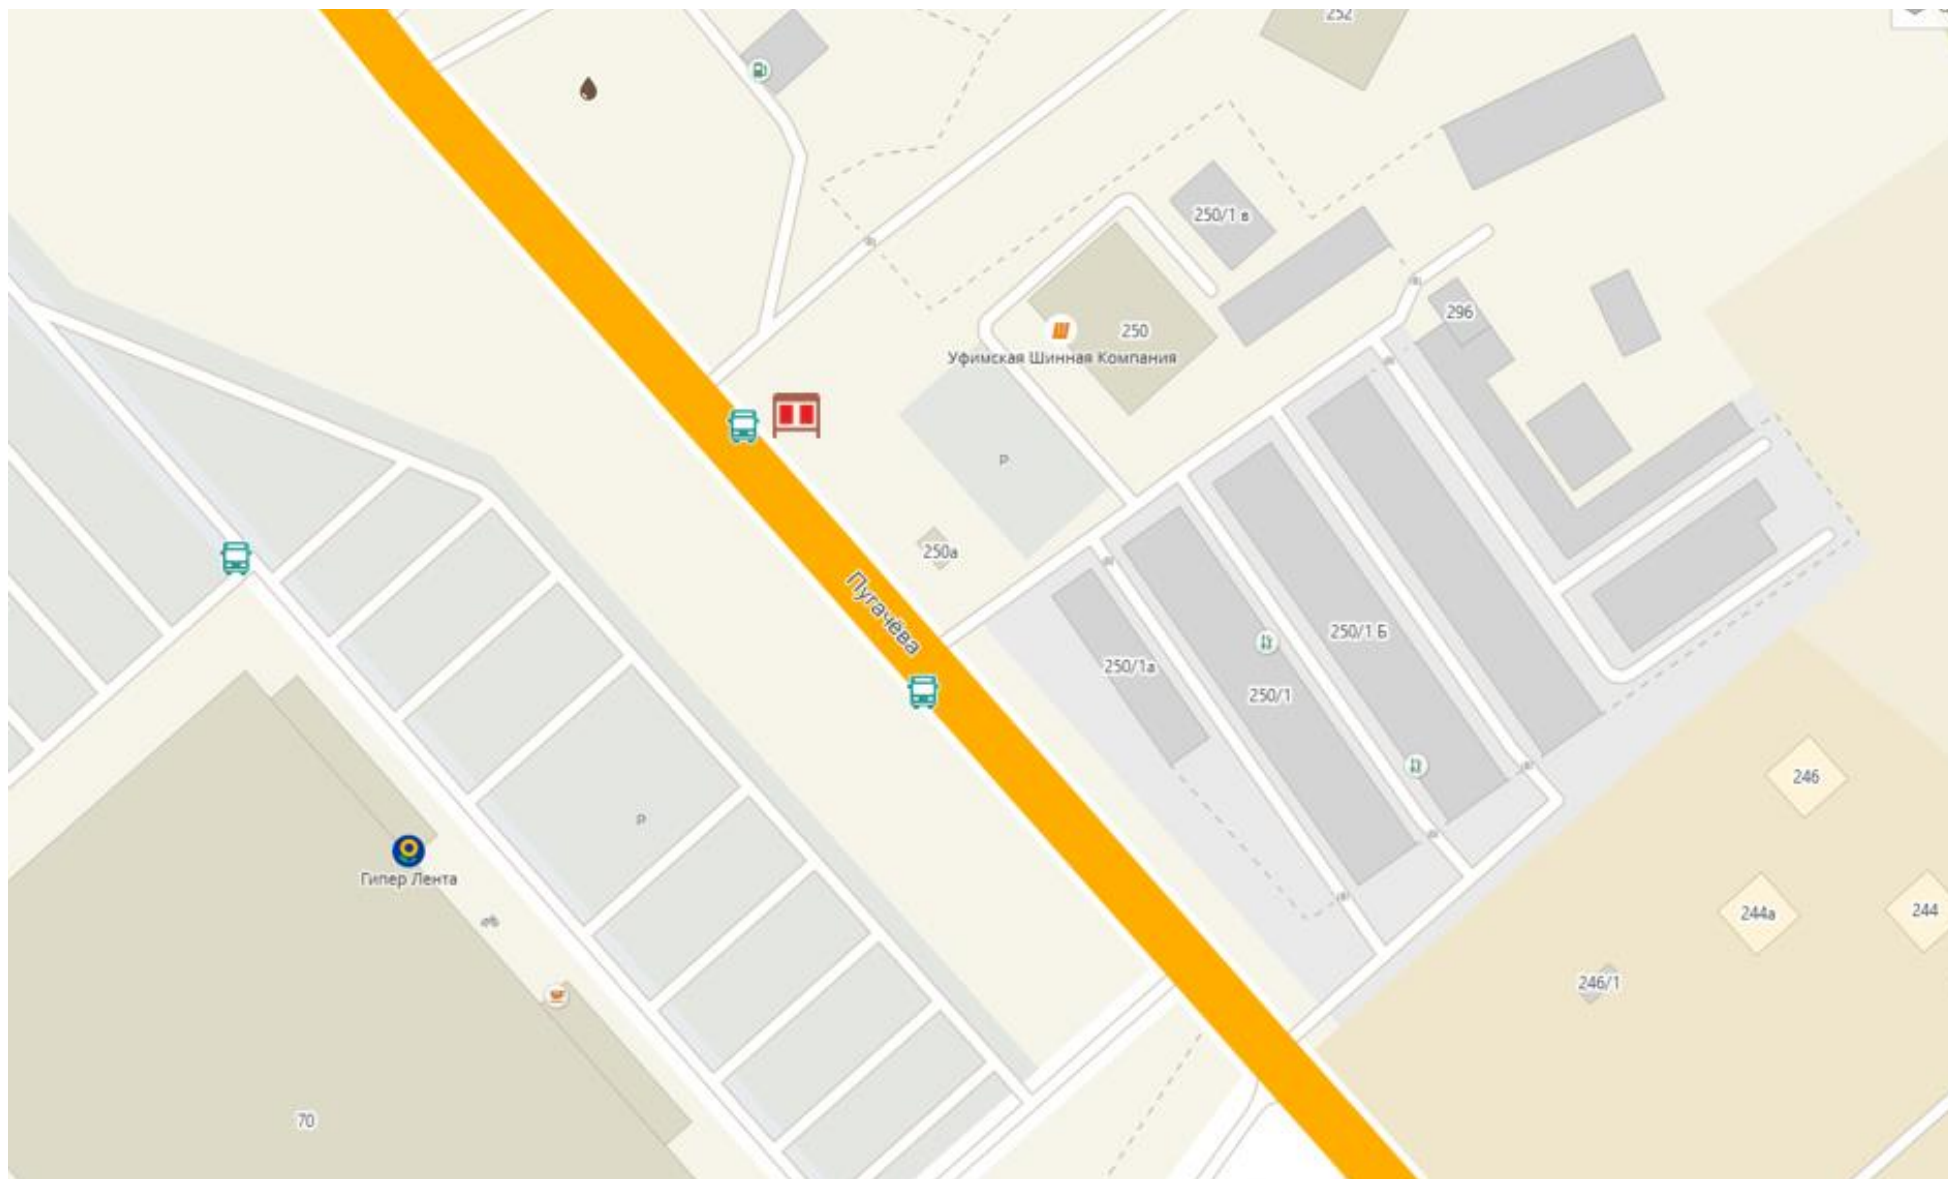 252
250/1 в
296
250
Уфимская Шинная Компания
P
250а
Пугачёва
250/1 Б
250/1а
250/1
246
P
Гипер Лента
244а
244
246/1
70